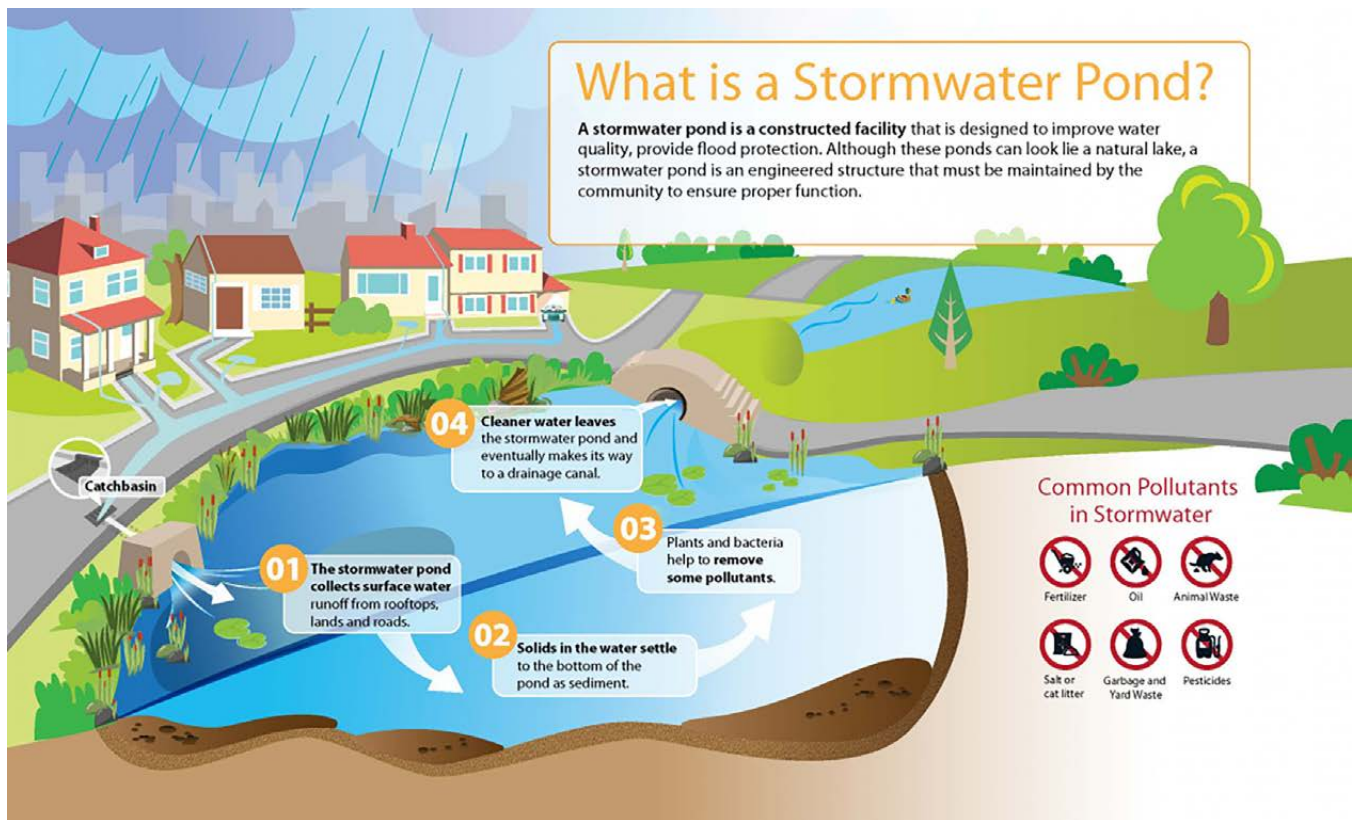 What is a Stormwater Pond?
A stormwater pond is a constructed facility that is designed to improve water
quality, provide flood protection. Although these ponds can look lie a natural lake, a
stormwater pond is an engineered structure that must be maintained by the
community to ensure proper function.
Catchbasin
01
The stormwater pond
collects surface water
runoff from rooftops,
lands and roads.
02
Solids in the water settle
to the bottom of the
pond as sediment.
03
Plants and bacteria
help to remove
some pollutants.
04
Cleaner water leaves
the stormwater pond and
eventually makes its way
to a drainage canal.
Common Pollutants
in Stormwater
Fertilizer
Oil
Animal Waste
Salt or
cat litter
Garbage and
Yard Waste
Pesticides